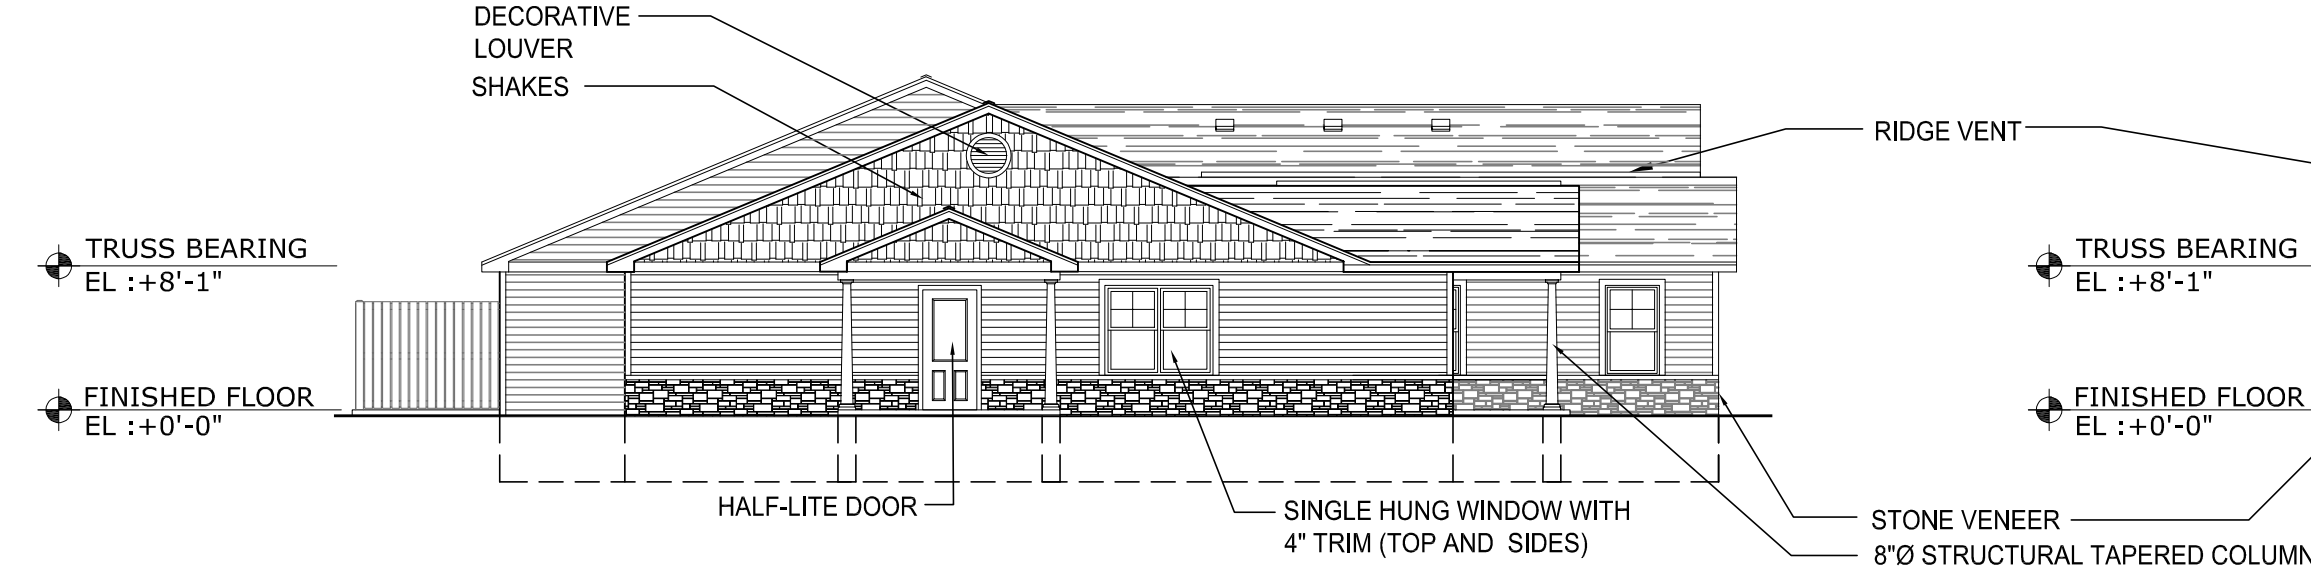 DECORATIVE
LOUVER
SHAKES
RIDGE VENT
TRUSS BEARING
EL :+8'-1"
TRUSS BEARING
EL :+8'-1"
FINISHED FLOOR
EL :+0'-0"
FINISHED FLOOR
EL :+0'-0"
HALF-LITE DOOR
SINGLE HUNG WINDOW WITH
4" TRIM (TOP AND SIDES)
STONE VENEER
8"Ø STRUCTURAL TAPERED COLUMN